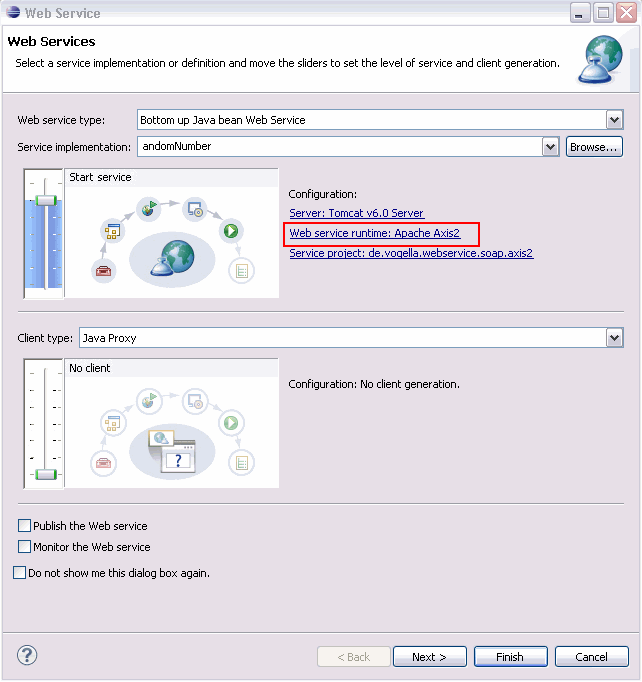 Web Service
Web Services
Select a service implementation or definition and move the sliders to set the level of service and client generation.
Web service type: Bottom up Java bean Web Service
Service implementation: andomNumber Browse...
Start service
Configuration:
Server: Tomcat v6.0 Server
Web service runtime: Apache Axis2
Service project: de.vogella.webservice.soap.axis2
Client type: Java Proxy
No client
Configuration: No client generation.
?
Publish the Web service
Monitor the Web service
Do not show me this dialog box again.
? < Back Next > Finish Cancel